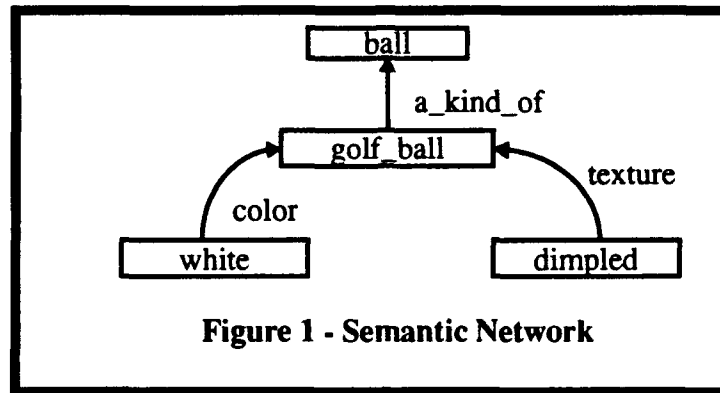 ball
a_kind_of
golf_ball
texture
color
white
dimpled
Figure 1 - Semantic Network